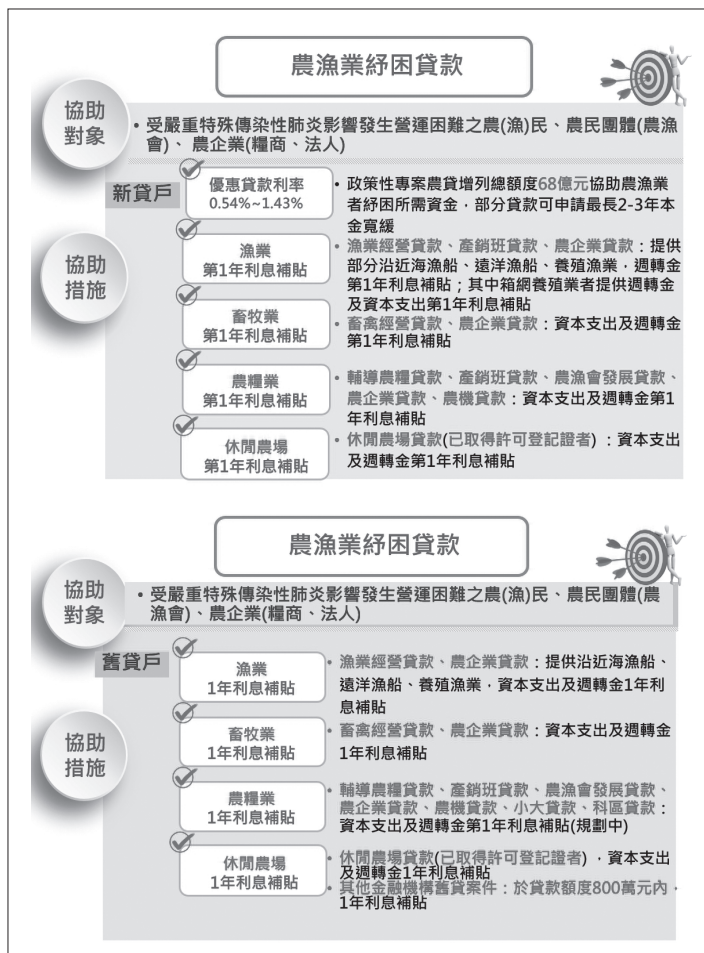 農漁業紓困貸款
協助
對象
• 受嚴重特殊傳染性肺炎影響發生營運困難之農(漁)民、農民團體(農漁
會)、 農企業(糧商、法人)
新貸戶
協助
措施
優惠貸款利率
0.54%~1.43%
• 政策性專案農貸增列總額度68億元協助農漁業
者紓困所需資金，部分貸款可申請最長2-3年本
金寬緩
漁業
第1年利息補貼
• 漁業經營貸款、產銷班貸款、農企業貸款：提供
部分沿近海漁船、遠洋漁船、養殖漁業，週轉金
第1年利息補貼；其中箱網養殖業者提供週轉金
及資本支出第1年利息補貼
畜牧業
第1年利息補貼
• 畜禽經營貸款、農企業貸款：資本支出及週轉金
第1年利息補貼
農糧業
第1年利息補貼
• 輔導農糧貸款、產銷班貸款、農漁會發展貸款、
農企業貸款、農機貸款：資本支出及週轉金第1
年利息補貼
休閒農場
第1年利息補貼
• 休閒農場貸款(已取得許可登記證者) ：資本支出
及週轉金第1年利息補貼
農漁業紓困貸款
協助
對象
• 受嚴重特殊傳染性肺炎影響發生營運困難之農(漁)民、農民團體(農
漁會)、農企業(糧商、法人)
舊貸戶
協助
措施
漁業
1年利息補貼
• 漁業經營貸款、農企業貸款：提供沿近海漁船、
遠洋漁船、養殖漁業，資本支出及週轉金1年利
息補貼
畜牧業
1年利息補貼
• 畜禽經營貸款、農企業貸款：資本支出及週轉金
1年利息補貼
農糧業
1年利息補貼
• 輔導農糧貸款、產銷班貸款、農漁會發展貸款、
農企業貸款、農機貸款、小大貸款、科區貸款：
資本支出及週轉金第1年利息補貼(規劃中)
休閒農場
1年利息補貼
• 休閒農場貸款(已取得許可登記證者) ，資本支出
及週轉金1年利息補貼
• 其他金融機構舊貸案件：於貸款額度800萬元內，
1年利息補貼